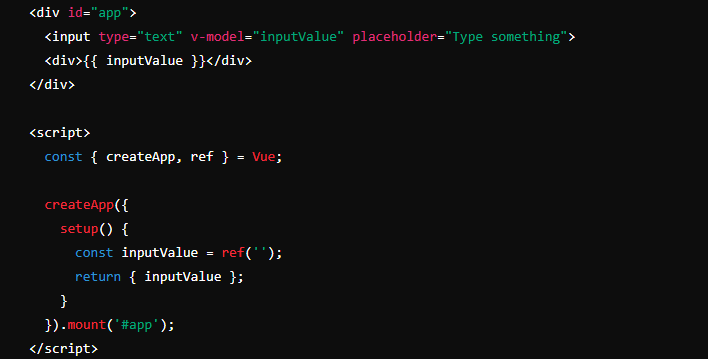 <div id="app">
<input type="text" v-model="inputValue" placeholder="Type something">
<div>{{ inputValue }}</div>
</div>
<script>
const { createApp, ref } = Vue;
createApp({
setup() {
const inputValue = ref('');
return { inputValue };
}
}).mount('#app');
</script>